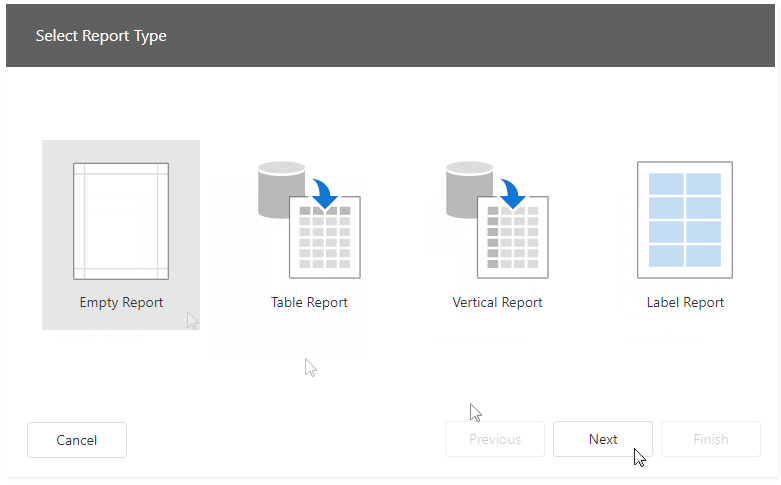 Select Report Type
Empty Report
Table Report
Vertical Report
Label Report
Cancel
Previous
Next
Finish